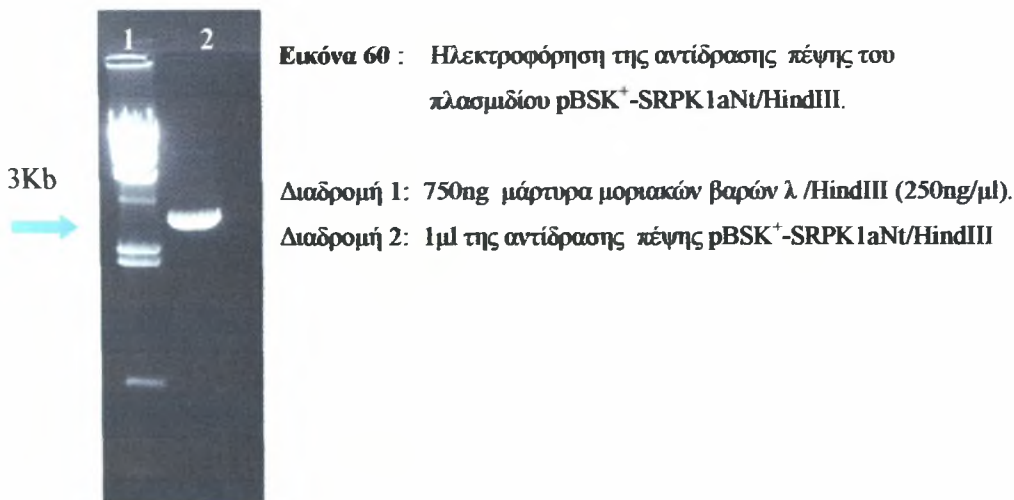 1 2
Εικόνα 60 : Ηλεκτροφόρηση της αντίδρασης πέψης του
πλασμιδίου pBSK⁺-SRPK1aNt/HindIII.
3Kb
Διαδρομή 1: 750ng μάρτυρα μοριακών βαρών λ /HindIII (250ng/μl).
Διαδρομή 2: 1μl της αντίδρασης πέψης pBSK⁺-SRPK1aNt/HindIII